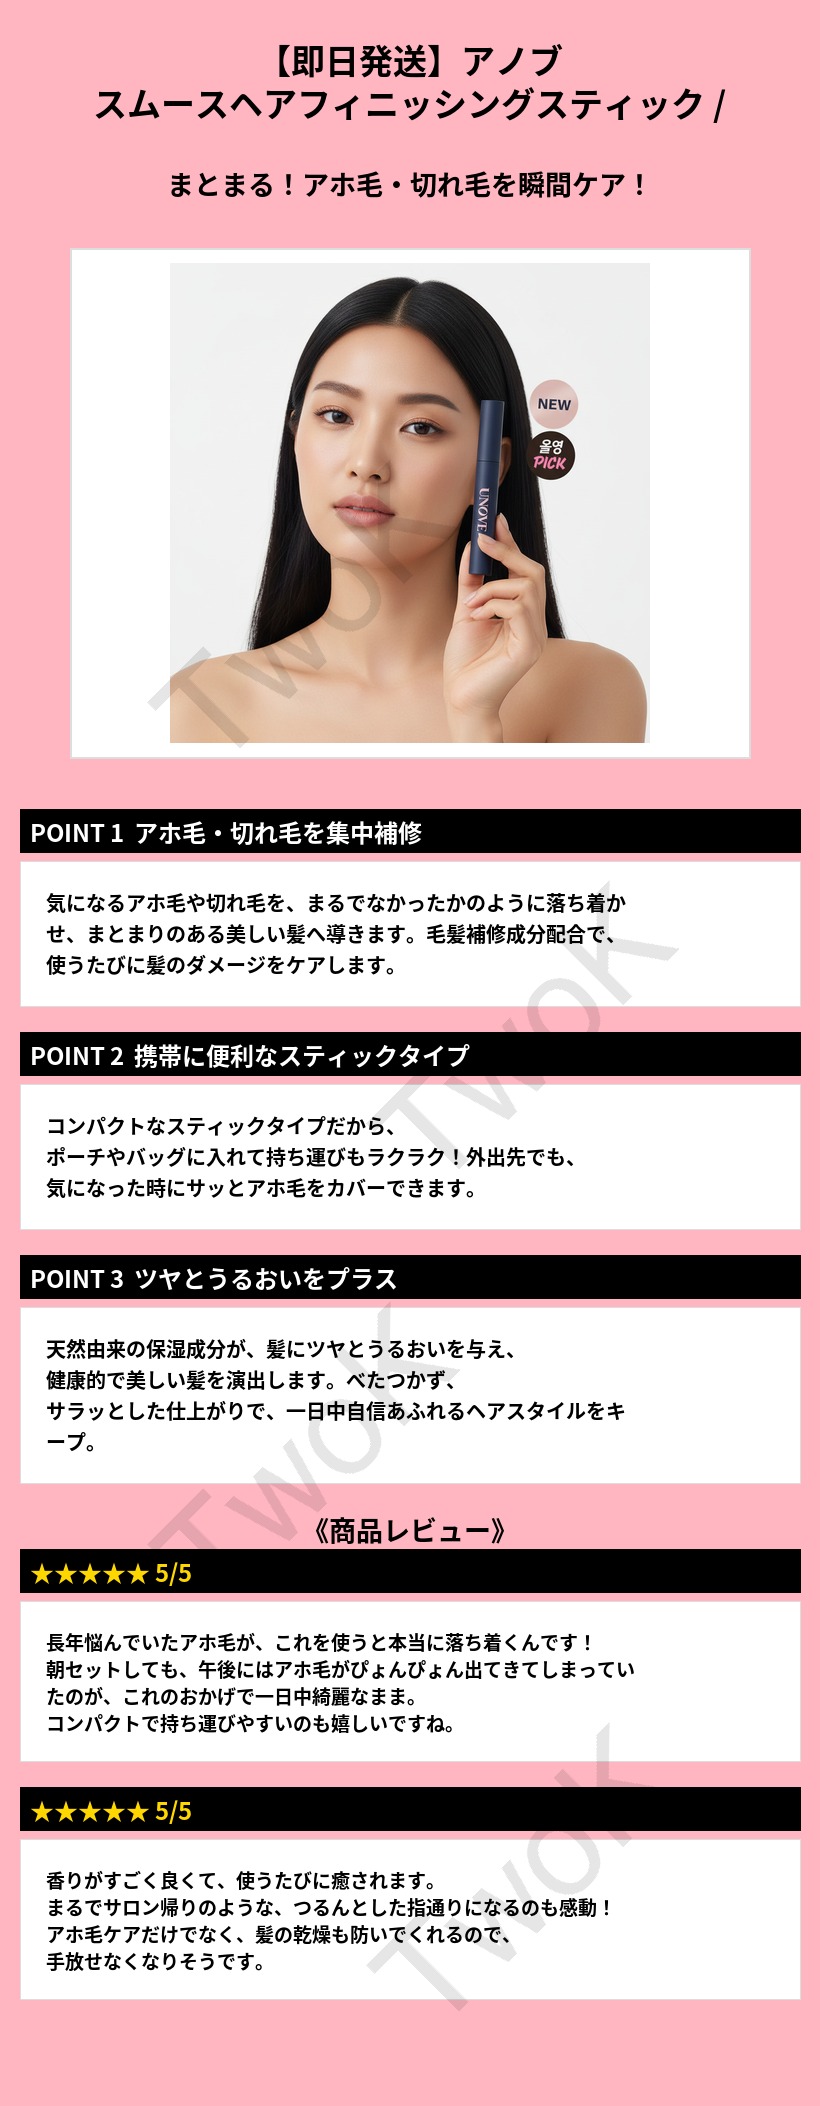 【即日発送】アノブ
スムースヘアフィニッシングスティック /
まとまる！アホ毛・切れ毛を瞬間ケア！
NEW
올영
PICK
UNOVE
TwoK
POINT 1 アホ毛・切れ毛を集中補修
気になるアホ毛や切れ毛を、まるでなかったかのように落ち着か
せ、まとまりのある美しい髪へ導きます。毛髪補修成分配合で、
使うたびに髪のダメージをケアします。
TwoK
POINT 2 携帯に便利なスティックタイプ
コンパクトなスティックタイプだから、
ポーチやバッグに入れて持ち運びもラクラク！外出先でも、
気になった時にサッとアホ毛をカバーできます。
POINT 3 ツヤとうるおいをプラス
天然由来の保湿成分が、髪にツヤとうるおいを与え、
健康的で美しい髪を演出します。べたつかず、
サラッとした仕上がりで、一日中自信あふれるヘアスタイルをキ
ープ。
TwoK
《商品レビュー》
★★★★★ 5/5
長年悩んでいたアホ毛が、これを使うと本当に落ち着くんです！
朝セットしても、午後にはアホ毛がぴょんぴょん出てきてしまってい
たのが、これのおかげで一日中綺麗なまま。
コンパクトで持ち運びやすいのも嬉しいですね。
★★★★★ 5/5
香りがすごく良くて、使うたびに癒されます。
まるでサロン帰りのような、つるんとした指通りになるのも感動！
アホ毛ケアだけでなく、髪の乾燥も防いでくれるので、
手放せなくなりそうです。
TwoK